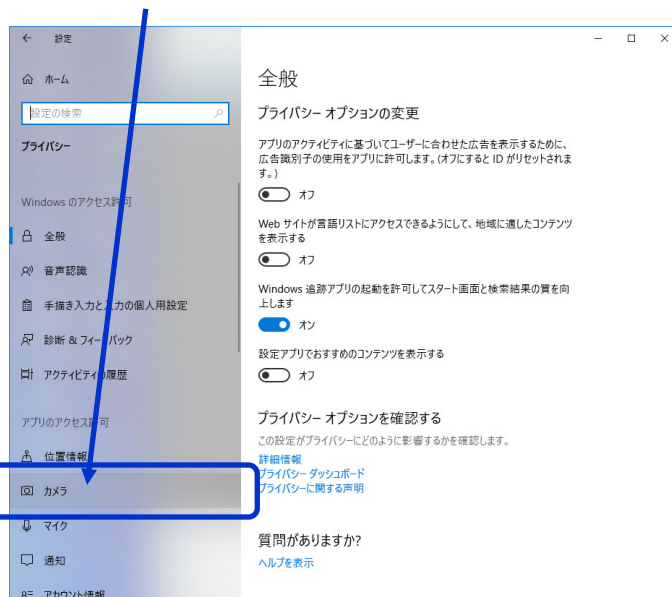 設定
ホーム
設定の検索
プライバシー
Windows のアクセス許可
全般
音声認識
手描き入力と入力の個人用設定
診断 & フィードバック
アクティビティの履歴
アプリのアクセス許可
位置情報
カメラ
マイク
通知
アカウント情報
全般
プライバシー オプションの変更
アプリのアクティビティに基づいてユーザーに合わせた広告を表示するために、
広告識別子の使用をアプリに許可します。(オフにすると ID がリセットされま
す。)
オフ
Web サイトが言語リストにアクセスできるようにして、地域に適したコンテンツ
を表示する
オフ
Windows 追跡アプリの起動を許可してスタート画面と検索結果の質を向
上します
オン
設定アプリでおすすめのコンテンツを表示する
オフ
プライバシー オプションを確認する
この設定がプライバシーにどのように影響するかを確認します。
詳細情報
プライバシー ダッシュボード
プライバシーに関する声明
質問がありますか?
ヘルプを表示